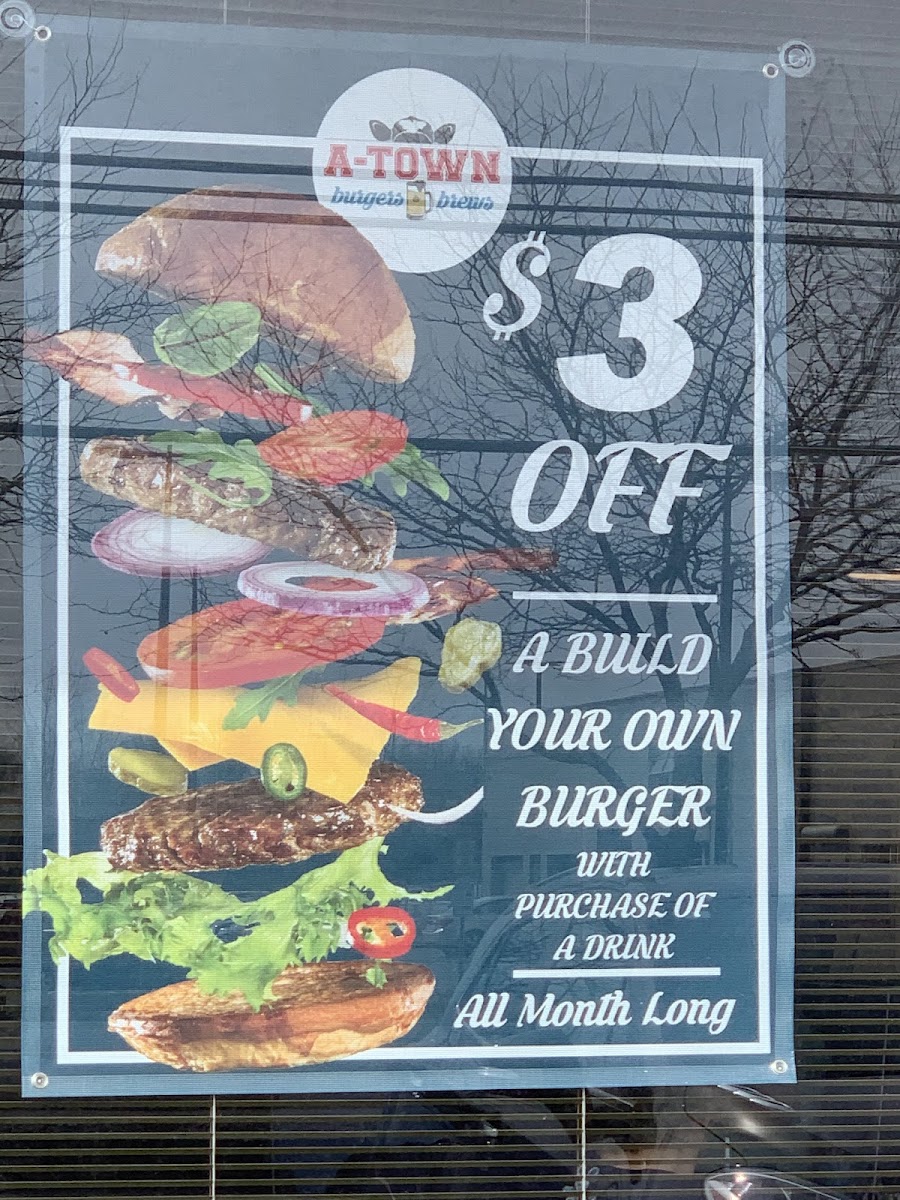 A-TOWN
burgers & brews
$3
OFF
A BUILD
YOUR OWN
BURGER
WITH
PURCHASE OF
A DRINK
All Month Long